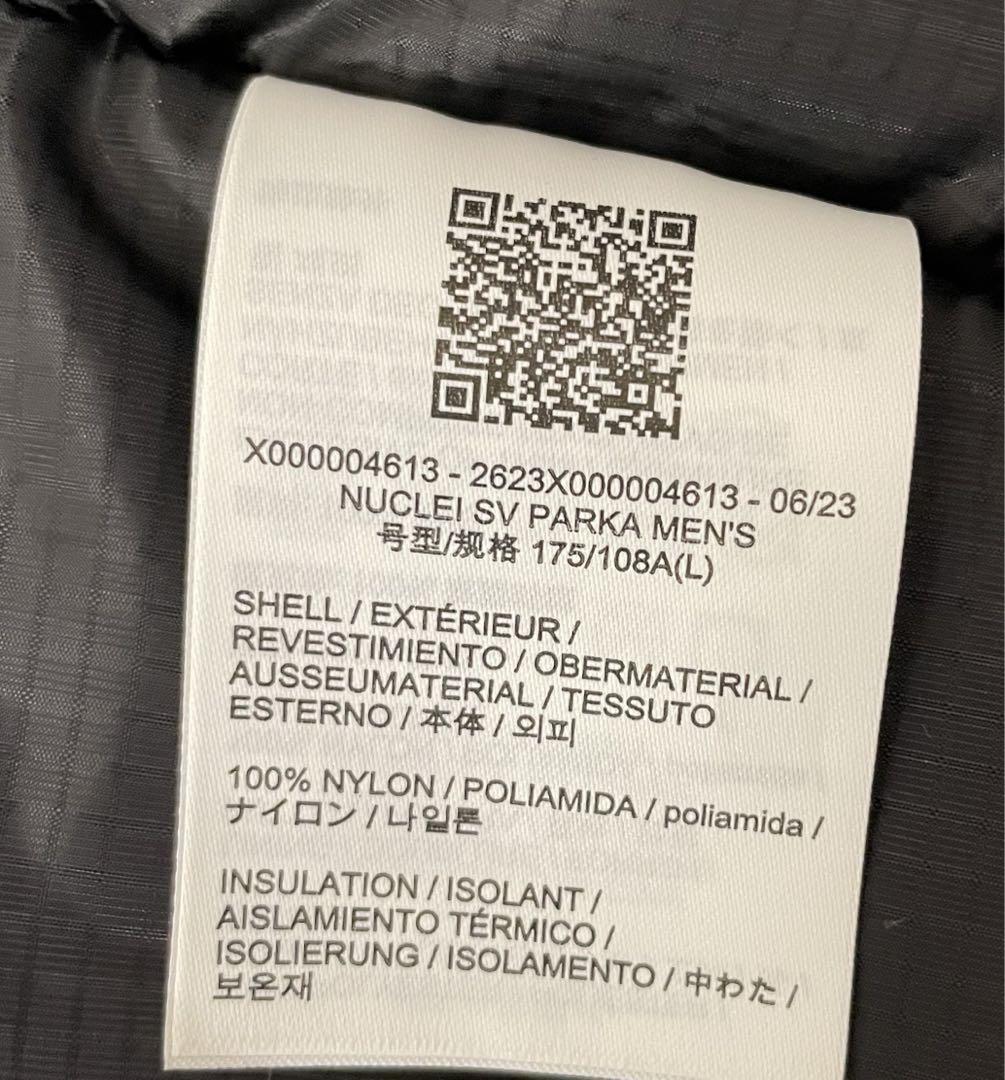 X000004613 - 2623X000004613 - 06/23
NUCLEI SV PARKA MEN'S
号型/规格 175/108A(L)
SHELL / EXTÉRIEUR /
REVESTIMIENTO / OBERMATERIAL /
AUSSEUMATERIAL / TESSUTO
ESTERNO / 本体 / 외피
100% NYLON / POLIAMIDA / poliamida /
ナイロン / 나일론
INSULATION / ISOLANT /
AISLAMIENTO TÉRMICO /
ISOLIERUNG / ISOLAMENTO / 中わた /
보온재